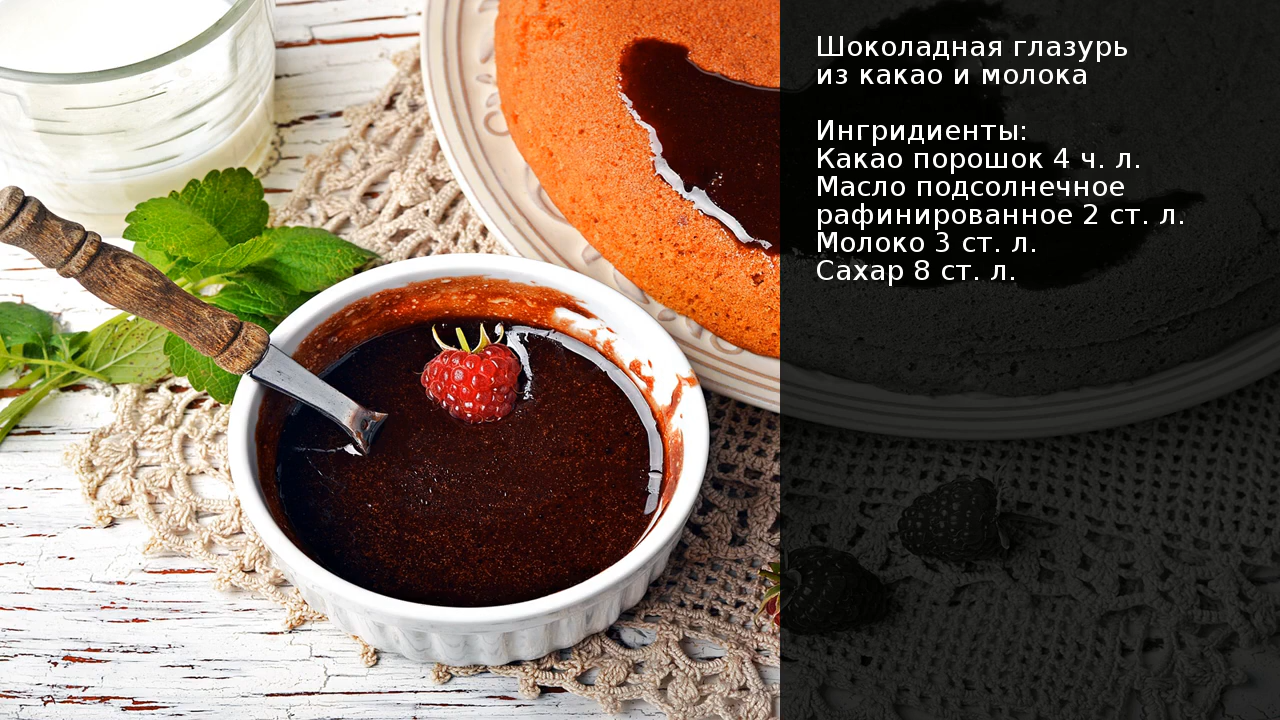 Шоколадная глазурь
из какао и молока
Ингридиенты:
Какао порошок 4 ч. л.
Масло подсолнечное
рафинированное 2 ст. л.
Молоко 3 ст. л.
Сахар 8 ст. л.